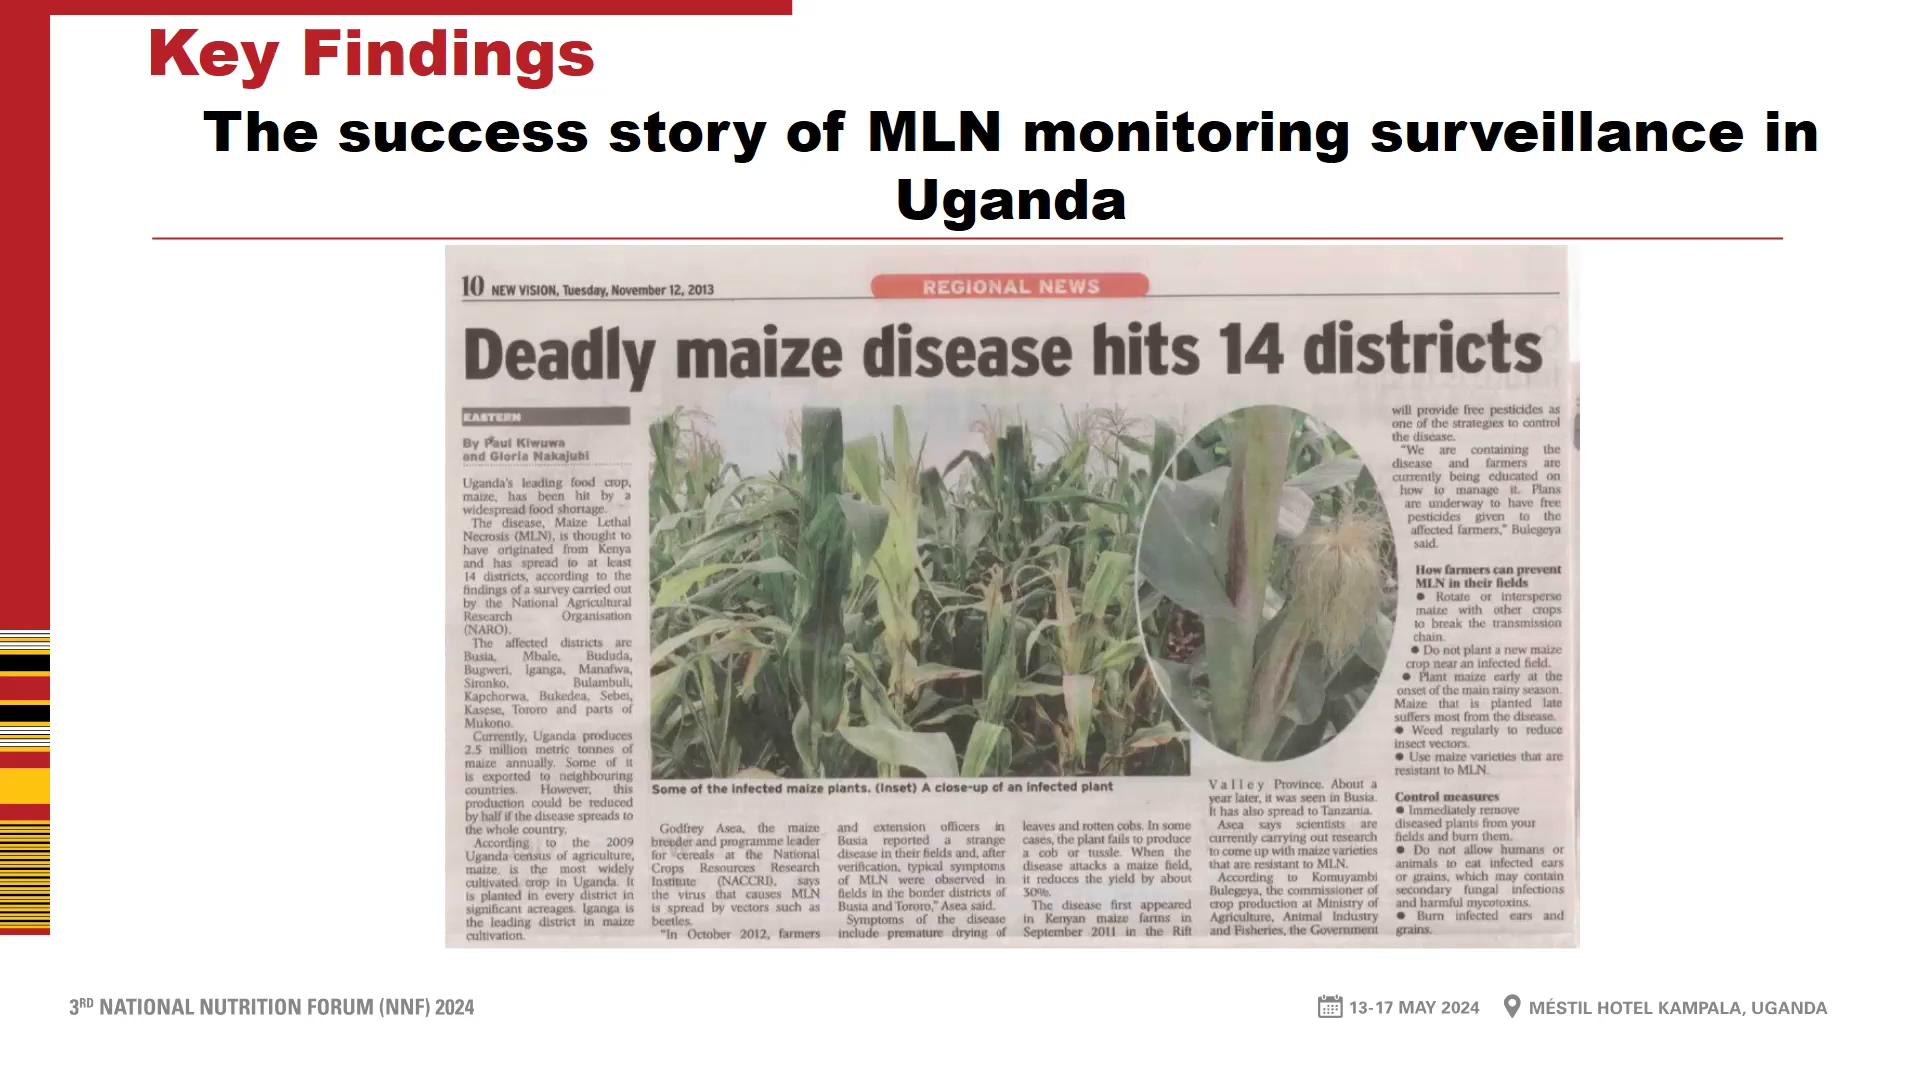 Key Findings
The success story of MLN monitoring surveillance in
Uganda
10 NEW VISION, Tuesday, November 12, 2013
REGIONAL NEWS
Deadly maize disease hits 14 districts
EASTERN
By Paul Kiwuwa
and Gloria Nakajubi
Uganda's leading food crop,
maize, has been hit by a
widespread food shortage.
The disease, Maize Lethal
Necrosis (MLN), is thought to
have originated from Kenya
and has spread to at least
14 districts, according to the
findings of a survey carried out
by the National Agricultural
Research Organisation
(NARO).
The affected districts are
Busia, Mbale, Bududa,
Bugweri, Iganga, Manafwa,
Sironko, Bulambuli,
Kapchorwa, Bukedea, Sebei,
Kasese, Tororo and parts of
Mukono.
Currently, Uganda produces
2.5 million metric tonnes of
maize annually. Some of it
is exported to neighbouring
countries. However, this
production could be reduced
by half if the disease spreads to
the whole country.
According to the 2009
Uganda census of agriculture,
maize, is the most widely
cultivated crop in Uganda. It
is planted in every district in
significant acreages. Iganga is
the leading district in maize
cultivation.
Some of the infected maize plants. (Inset) A close-up of an infected plant
Godfrey Asea, the maize
breeder and programme leader
for cereals at the National
Crops Resources Research
Institute (NACCRI), says
the virus that causes MLN
is spread by vectors such as
beetles.
"In October 2012, farmers
and extension officers in
Busia reported a strange
disease in their fields and, after
verification, typical symptoms
of MLN were observed in
fields in the border districts of
Busia and Tororo," Asea said.
Symptoms of the disease
include premature drying of
leaves and rotten cobs. In some
cases, the plant fails to produce
a cob or tussle. When the
disease attacks a maize field,
it reduces the yield by about
30%.
The disease first appeared
in Kenyan maize farms in
September 2011 in the Rift
Valley Province. About a
year later, it was seen in Busia.
It has also spread to Tanzania.
Asea says scientists are
currently carrying out research
to come up with maize varieties
that are resistant to MLN.
According to Komuyambi
Bulegeya, the commissioner of
crop production at Ministry of
Agriculture, Animal Industry
and Fisheries, the Government
will provide free pesticides as
one of the strategies to control
the disease.
"We are containing the
disease and farmers are
currently being educated on
how to manage it. Plans
are underway to have free
pesticides given to the
affected farmers," Bulegeya
said.
How farmers can prevent
MLN in their fields
● Rotate or intersperse
maize with other crops
to break the transmission
chain.
● Do not plant a new maize
crop near an infected field.
● Plant maize early at the
onset of the main rainy season.
Maize that is planted late
suffers most from the disease.
● Weed regularly to reduce
insect vectors.
● Use maize varieties that are
resistant to MLN.
Control measures
● Immediately remove
diseased plants from your
fields and burn them.
● Do not allow humans or
animals to eat infected ears
or grains, which may contain
secondary fungal infections
and harmful mycotoxins.
● Burn infected ears and
grains.
3RD NATIONAL NUTRITION FORUM (NNF) 2024
13-17 MAY 2024
MÉSTIL HOTEL KAMPALA, UGANDA